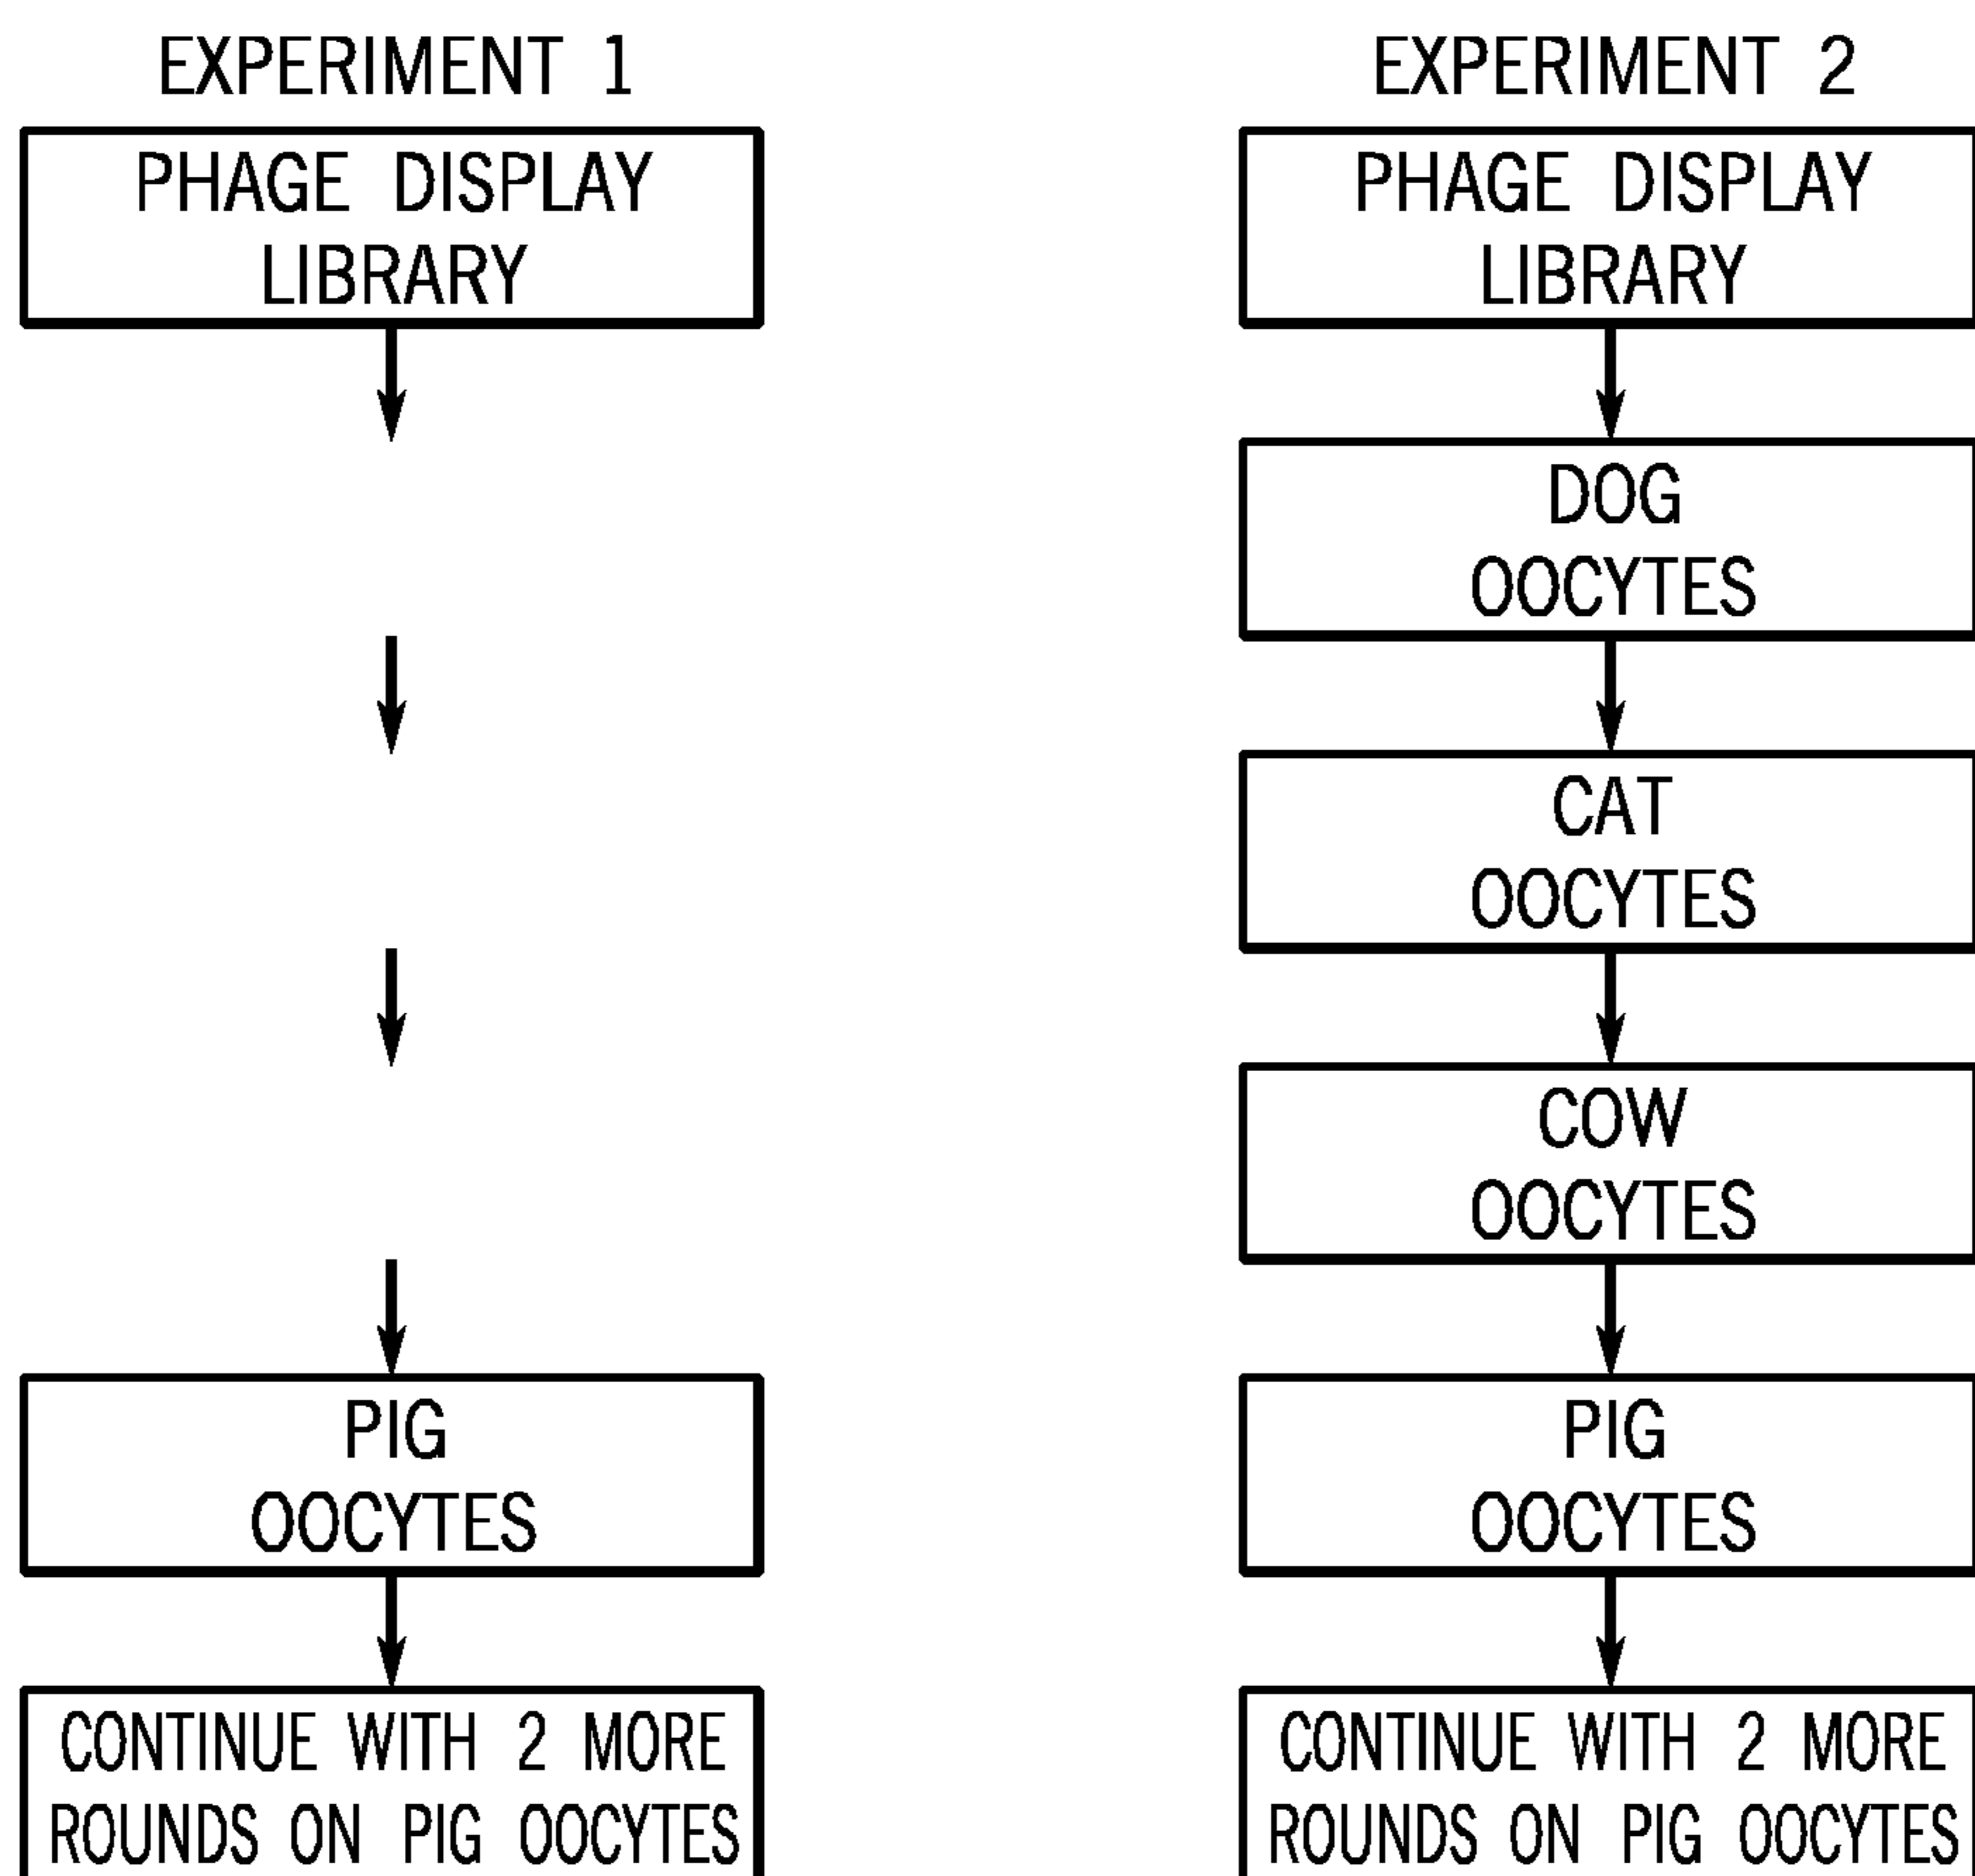 EXPERIMENT 1
PHAGE DISPLAY
LIBRARY
PIG
OOCYTES
CONTINUE WITH 2 MORE
ROUNDS ON PIG OOCYTES
EXPERIMENT 2
PHAGE DISPLAY
LIBRARY
DOG
OOCYTES
CAT
OOCYTES
COW
OOCYTES
PIG
OOCYTES
CONTINUE WITH 2 MORE
ROUNDS ON PIG OOCYTES